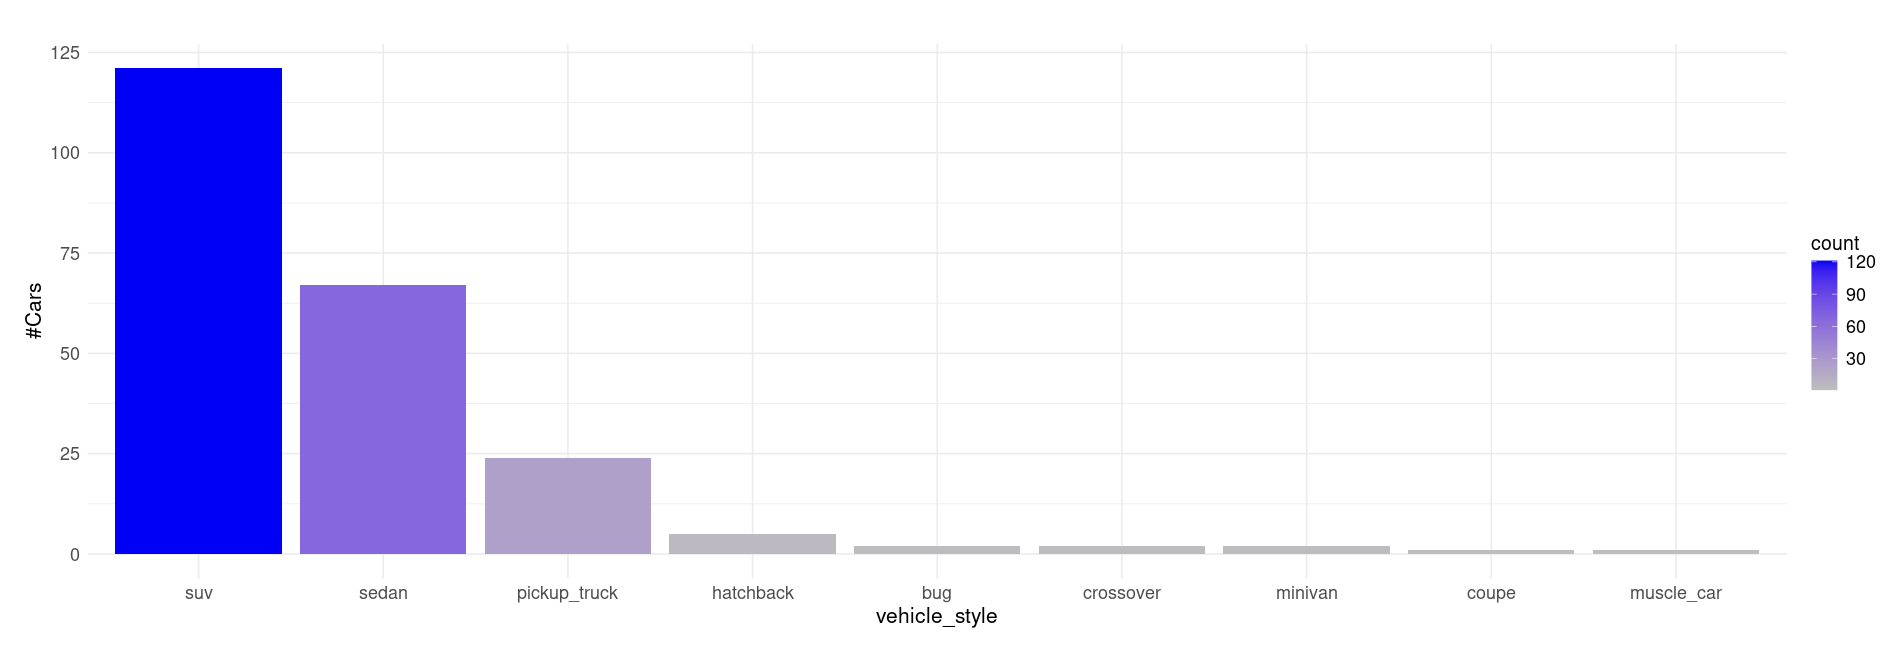 125
100
75
50
25
0
#Cars
suv sedan pickup_truck hatchback bug crossover minivan coupe muscle_car
vehicle_style
count
120
90
60
30